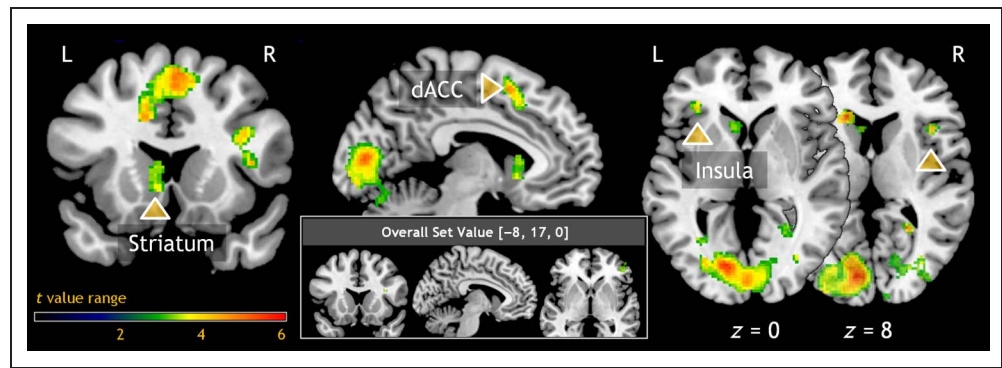 L
R
Striatum
t value range
2
4
6
dACC
Overall Set Value [−8, 17, 0]
L
R
Insula
z = 0
z = 8